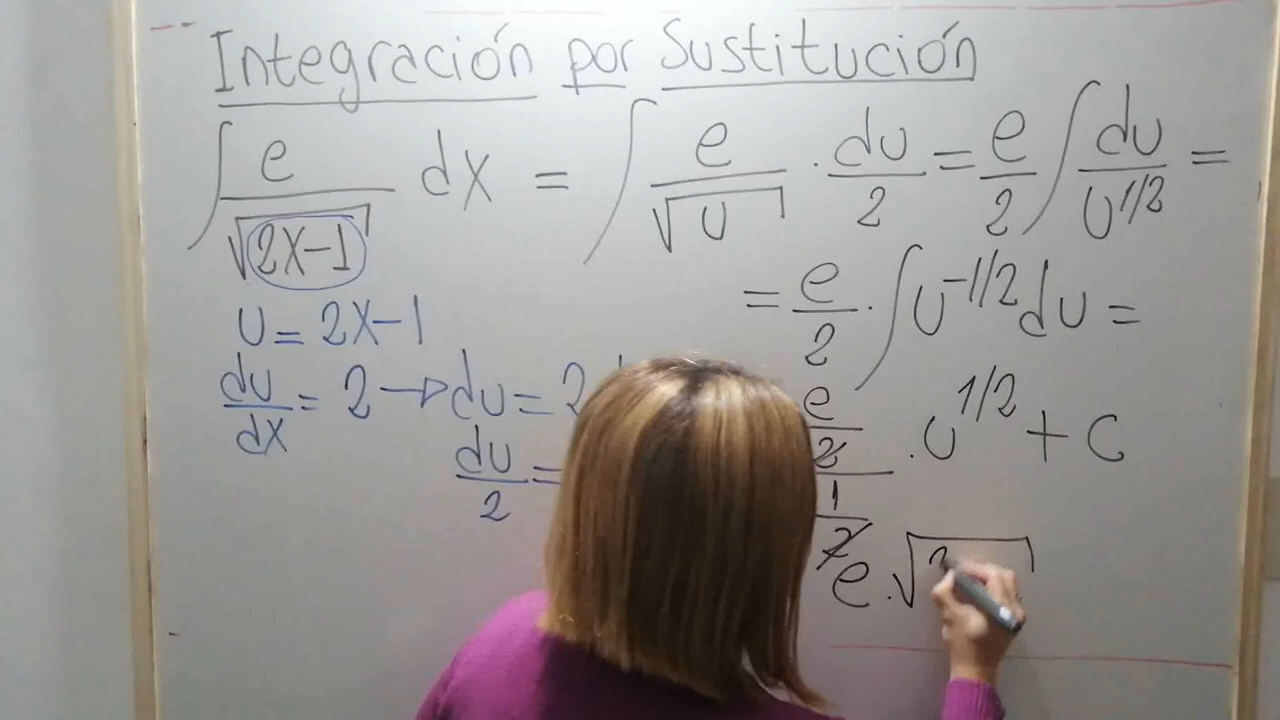 Integración por Sustitución
∫ e/√(2x-1) dx = ∫ e/√u · du/2 = e/2 ∫ du/u^1/2 =
= e/2 · ∫ u^-1/2 du =
u = 2x-1
du/dx = 2 → du = 2
du/2 =
e/2 / 1/2 · u^1/2 + C
e · √